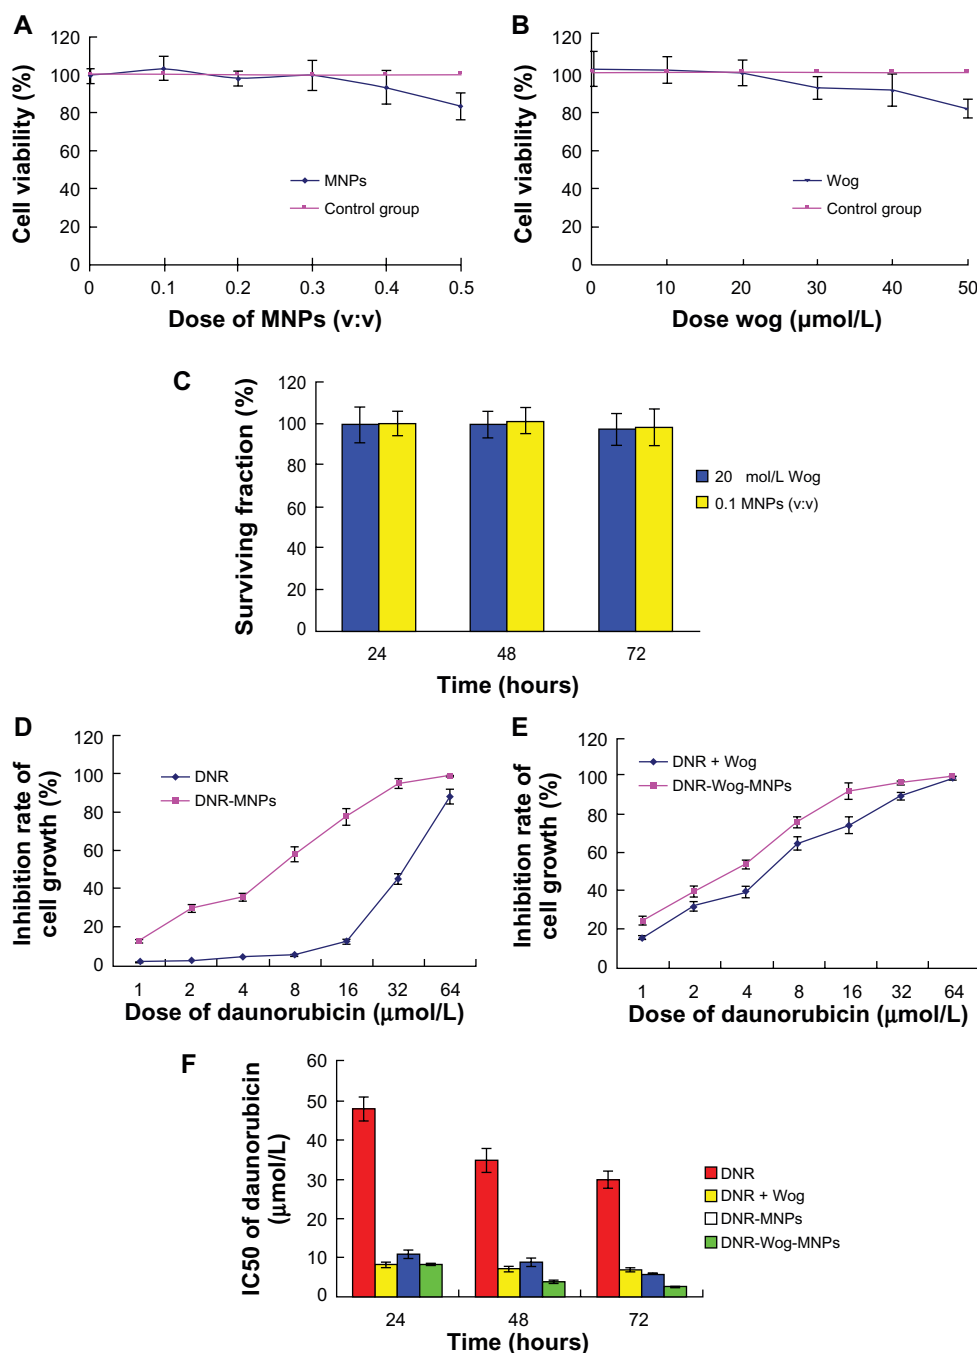 A
Cell viability (%)
120
100
80
60
40
20
0
MNPs
Control group
0 0.1 0.2 0.3 0.4 0.5
Dose of MNPs (v:v)
B
Cell viability (%)
120
100
80
60
40
20
0
Wog
Control group
0 10 20 30 40 50
Dose wog (µmol/L)
C
Surviving fraction (%)
120
100
80
60
40
20
0
20 mol/L Wog
0.1 MNPs (v:v)
24 48 72
Time (hours)
D
Inhibition rate of
cell growth (%)
120
100
80
60
40
20
0
DNR
DNR-MNPs
1 2 4 8 16 32 64
Dose of daunorubicin (µmol/L)
E
Inhibition rate of
cell growth (%)
120
100
80
60
40
20
0
DNR + Wog
DNR-Wog-MNPs
1 2 4 8 16 32 64
Dose of daunorubicin (µmol/L)
F
IC50 of daunorubicin
(µmol/L)
60
50
40
30
20
10
0
DNR
DNR + Wog
DNR-MNPs
DNR-Wog-MNPs
24 48 72
Time (hours)